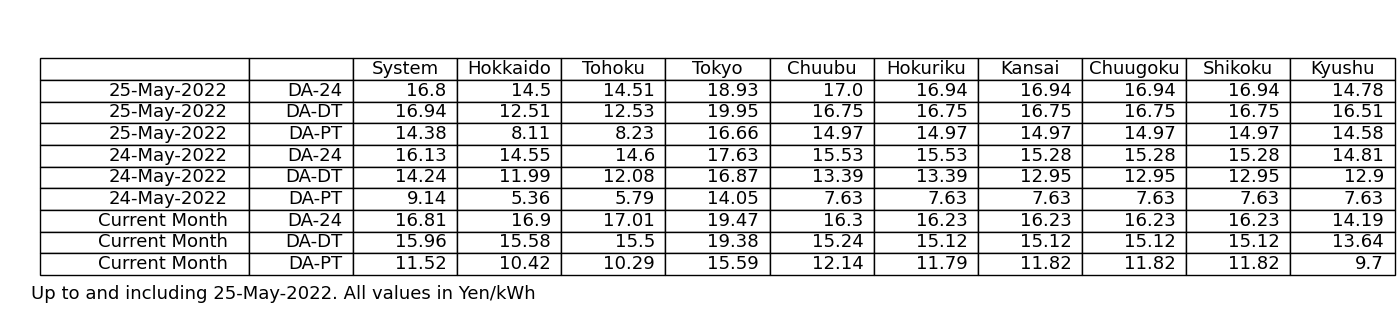 System Hokkaido Tohoku Tokyo Chuubu Hokuriku Kansai Chuugoku Shikoku Kyushu
25-May-2022 DA-24 16.8 14.5 14.51 18.93 17.0 16.94 16.94 16.94 16.94 14.78
25-May-2022 DA-DT 16.94 12.51 12.53 19.95 16.75 16.75 16.75 16.75 16.75 16.51
25-May-2022 DA-PT 14.38 8.11 8.23 16.66 14.97 14.97 14.97 14.97 14.97 14.58
24-May-2022 DA-24 16.13 14.55 14.6 17.63 15.53 15.53 15.28 15.28 15.28 14.81
24-May-2022 DA-DT 14.24 11.99 12.08 16.87 13.39 13.39 12.95 12.95 12.95 12.9
24-May-2022 DA-PT 9.14 5.36 5.79 14.05 7.63 7.63 7.63 7.63 7.63 7.63
Current Month DA-24 16.81 16.9 17.01 19.47 16.3 16.23 16.23 16.23 16.23 14.19
Current Month DA-DT 15.96 15.58 15.5 19.38 15.24 15.12 15.12 15.12 15.12 13.64
Current Month DA-PT 11.52 10.42 10.29 15.59 12.14 11.79 11.82 11.82 11.82 9.7
Up to and including 25-May-2022. All values in Yen/kWh